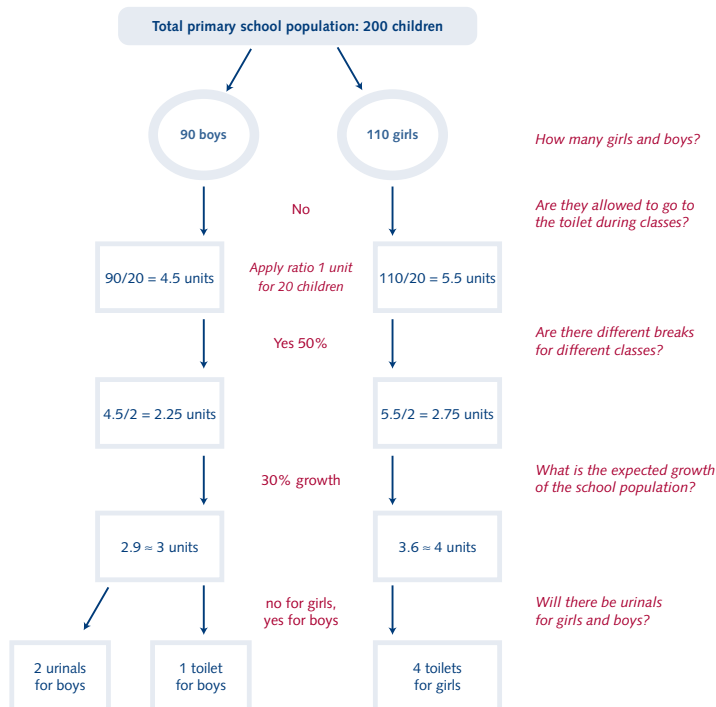 Total primary school population: 200 children
90 boys
110 girls
How many girls and boys?
No
Are they allowed to go to
the toilet during classes?
90/20 = 4.5 units
Apply ratio 1 unit
for 20 children
110/20 = 5.5 units
Yes 50%
Are there different breaks
for different classes?
4.5/2 = 2.25 units
5.5/2 = 2.75 units
30% growth
What is the expected growth
of the school population?
2.9 ≈ 3 units
3.6 ≈ 4 units
no for girls,
yes for boys
Will there be urinals
for girls and boys?
2 urinals
for boys
1 toilet
for boys
4 toilets
for girls